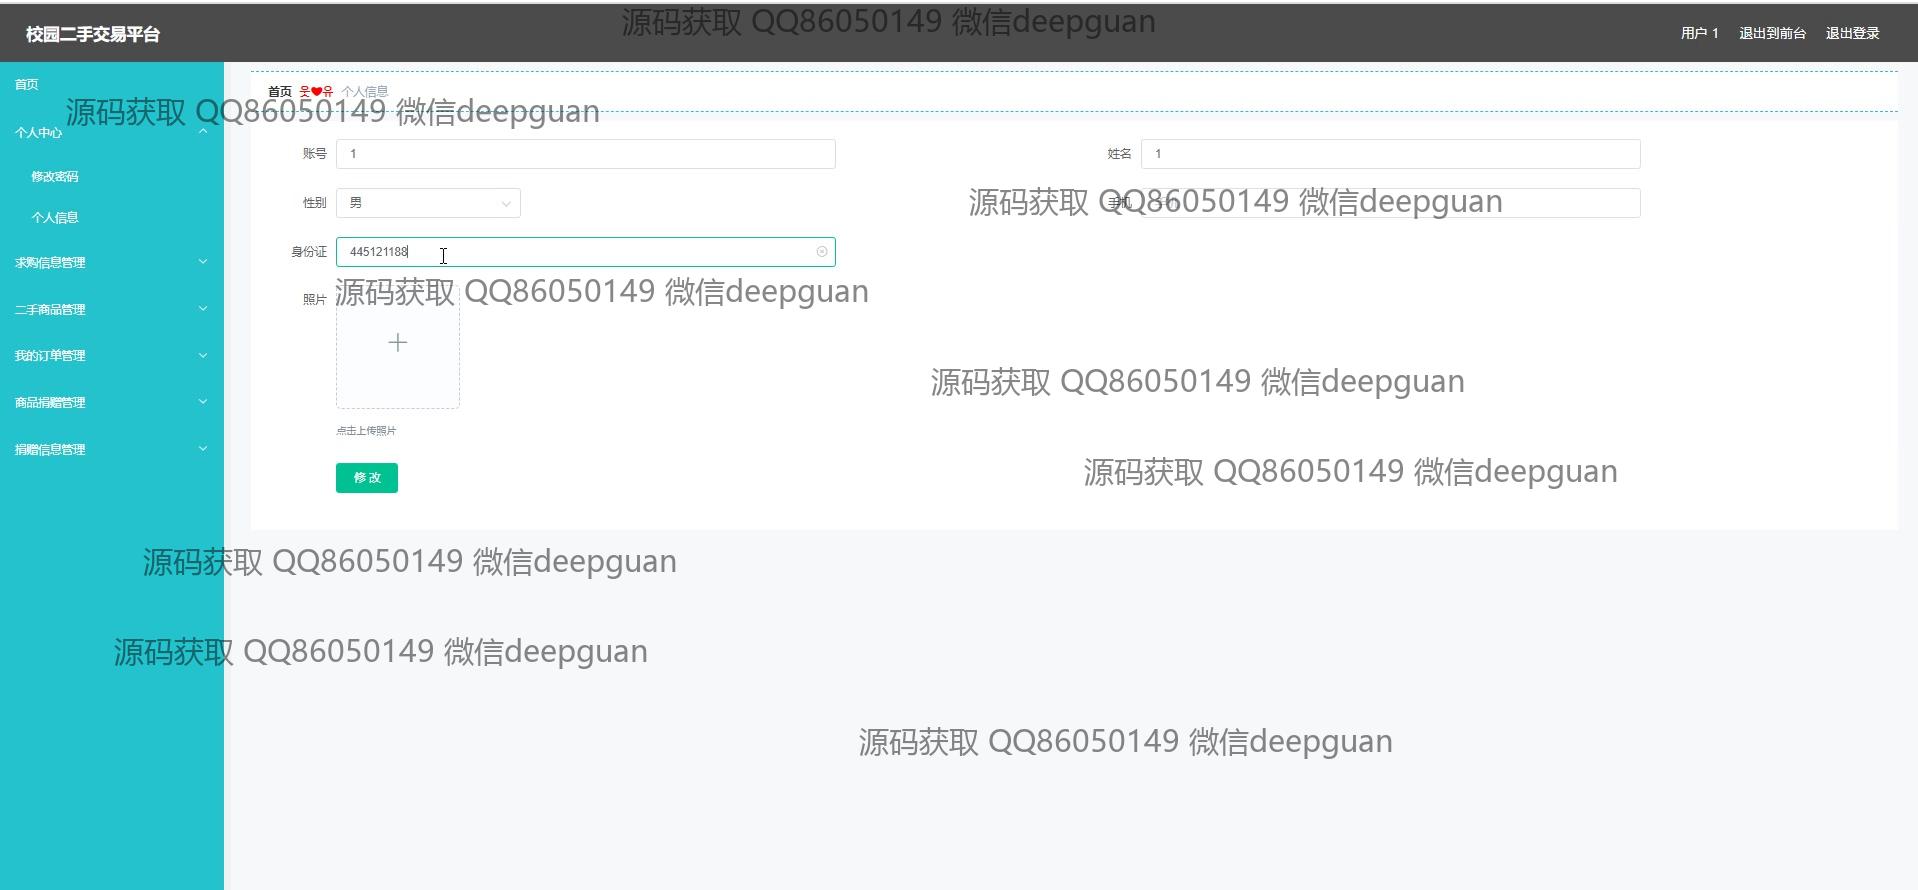 源码获取 QQ86050149 微信deepguan
校园二手交易平台
用户 1 退出到前台 退出登录
首页
首页 웃❤유 个人信息
源码获取 QQ86050149 微信deepguan
个人中心
账号 1
姓名 1
修改密码
性别 男
手机
源码获取 QQ86050149 微信deepguan
个人信息
身份证 445121188
求购信息管理
照片
源码获取 QQ86050149 微信deepguan
二手商品管理
我的订单管理
源码获取 QQ86050149 微信deepguan
商品捐赠管理
点击上传照片
捐赠信息管理
修改
源码获取 QQ86050149 微信deepguan
源码获取 QQ86050149 微信deepguan
源码获取 QQ86050149 微信deepguan
源码获取 QQ86050149 微信deepguan